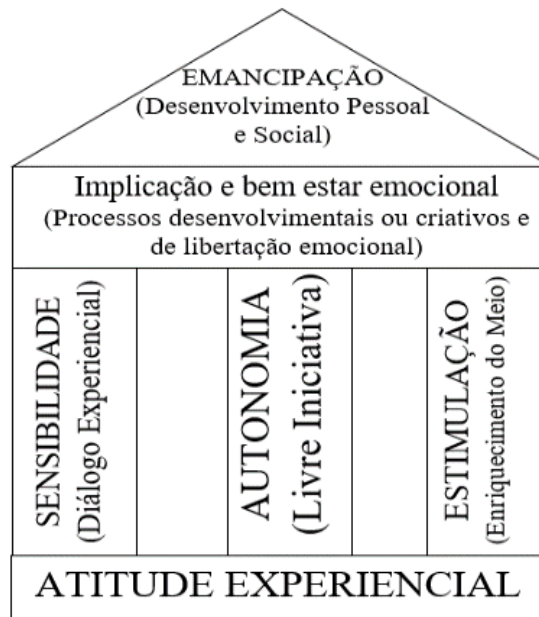 EMANCIPAÇÃO
(Desenvolvimento Pessoal
e Social)
Implicação e bem estar emocional
(Processos desenvolvimentais ou criativos e
de libertação emocional)
SENSIBILIDADE
(Diálogo Experiencial)
AUTONOMIA
(Livre Iniciativa)
ESTIMULAÇÃO
(Enriquecimento do Meio)
ATITUDE EXPERIENCIAL